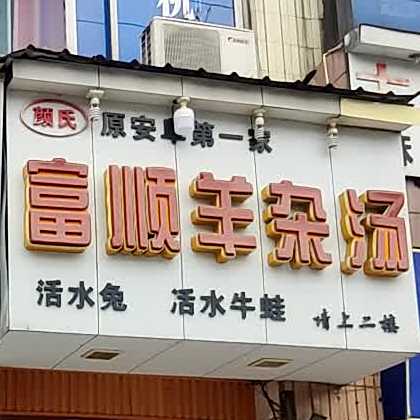 颜氏
原安阜第一家
富顺羊杂汤
活水兔 活水牛蛙 请上二楼